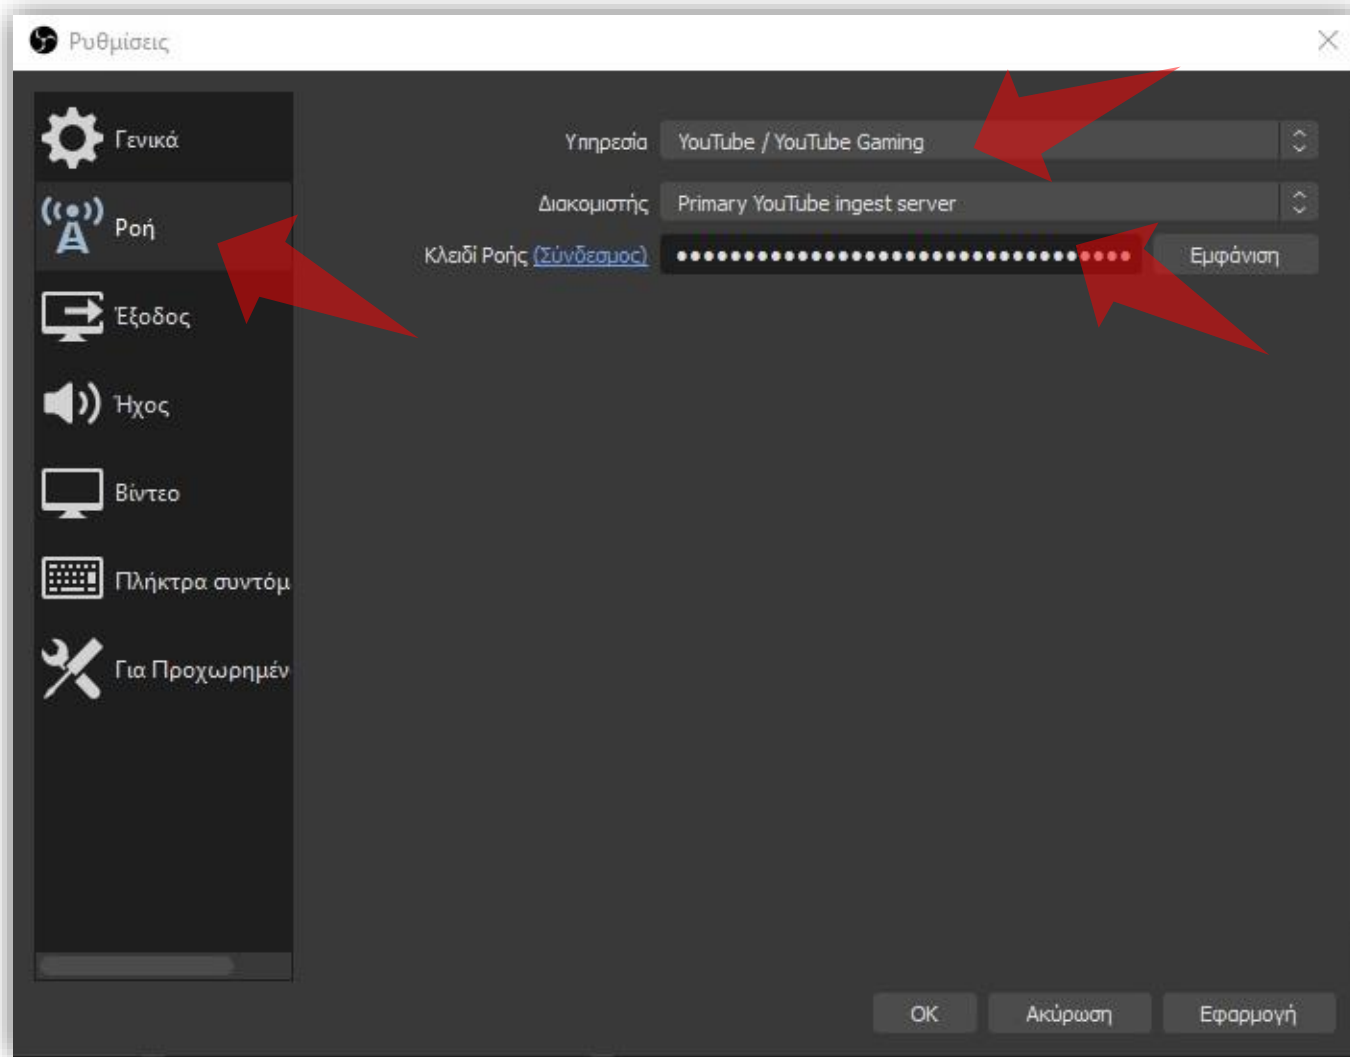 Ρυθμίσεις
Γενικά
Ροή
Έξοδος
Ήχος
Βίντεο
Πλήκτρα συντόμ
Για Προχωρημέν
Υπηρεσία YouTube / YouTube Gaming
Διακομιστής Primary YouTube ingest server
Κλειδί Ροής (Σύνδεσμος) Εμφάνιση
OK Ακύρωση Εφαρμογή